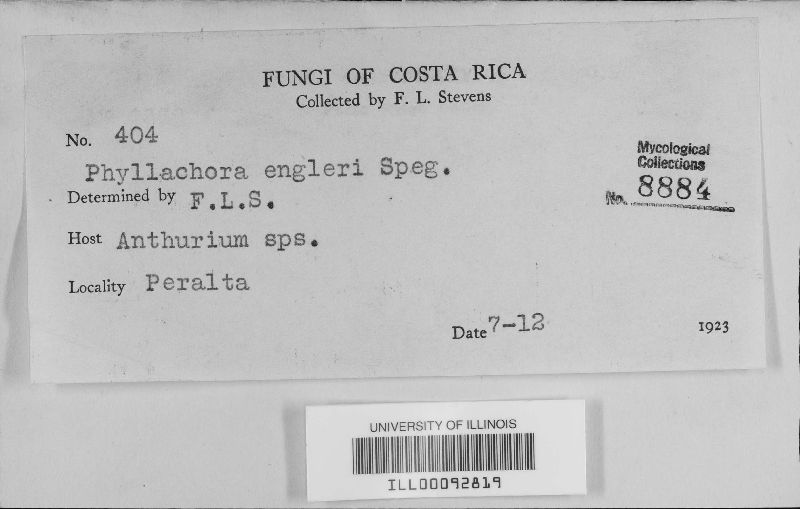 FUNGI OF COSTA RICA
Collected by F. L. Stevens
No. 404
Phyllachora engleri Speg.
Mycological
Collections
No. 8884
Determined by F.L.S.
Host Anthurium sps.
Locality Peralta
Date 7-12 1923
UNIVERSITY OF ILLINOIS
ILL00092819